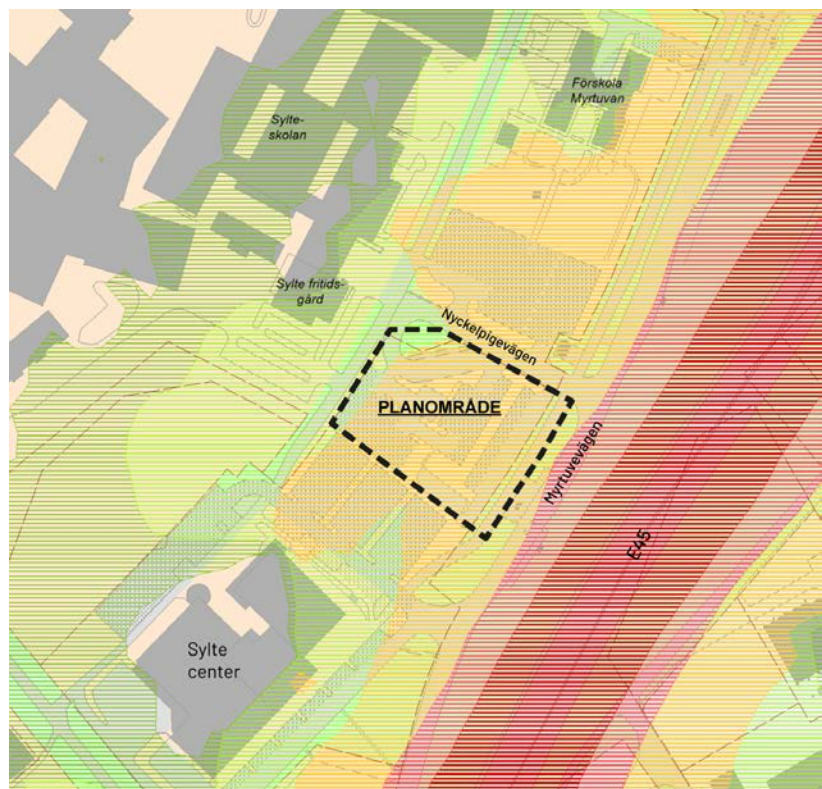 Förskola
Myrtuvan
Sylte-
skolan
Sylte fritids-
gård
Nyckelpigevägen
PLANOMRÅDE
Myrtuvevägen
E45
Sylte
center